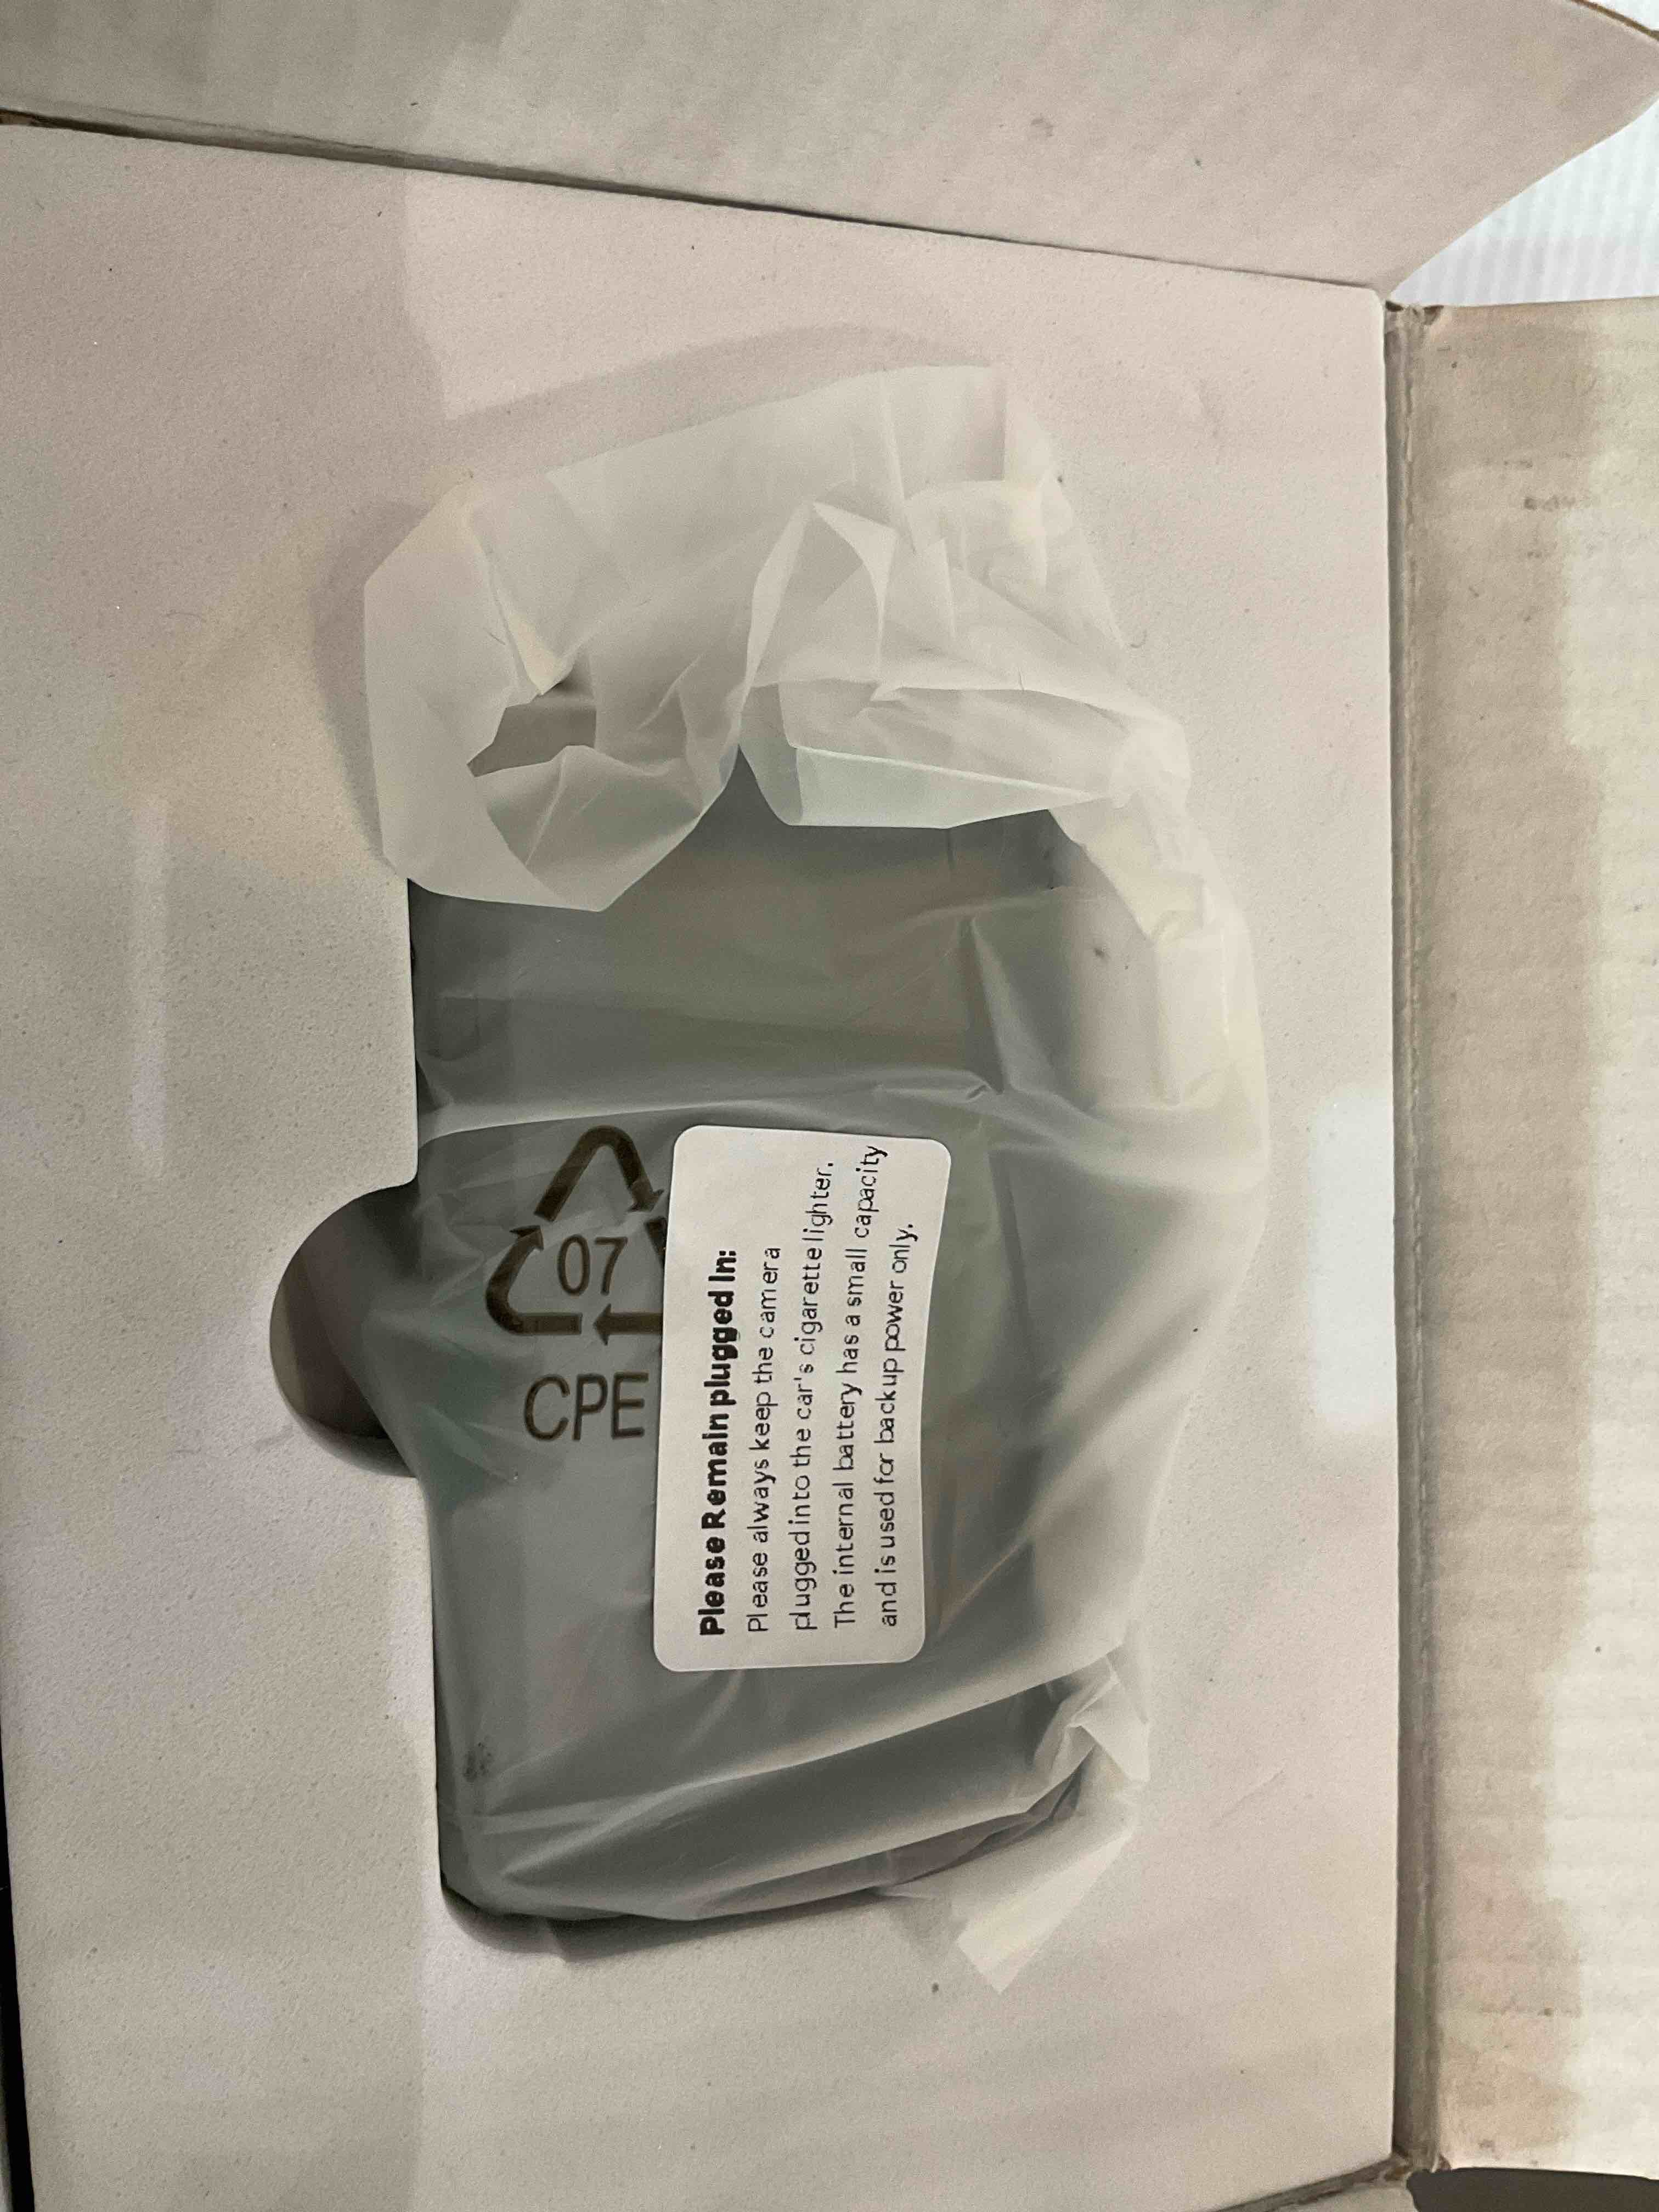 07
CPE
Please Remain plugged In:
Please always keep the camera
plugged into the car's cigarette lighter.
The internal battery has a small capacity
and is used for backup power only.